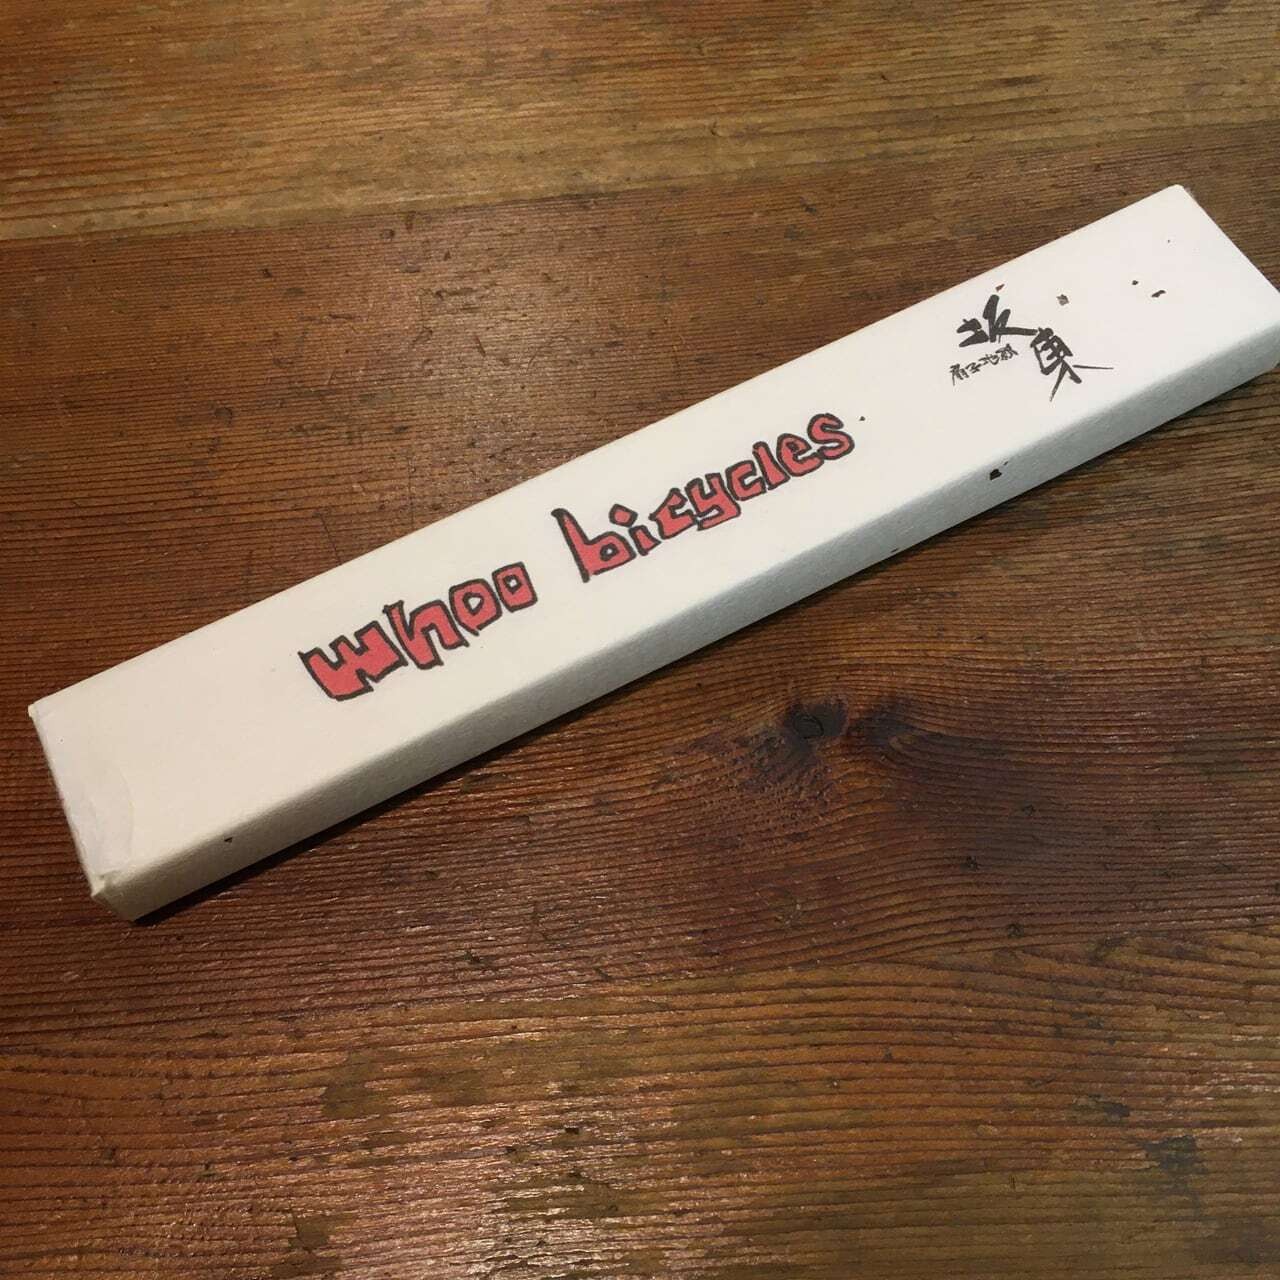 whoo bicycles
坂東